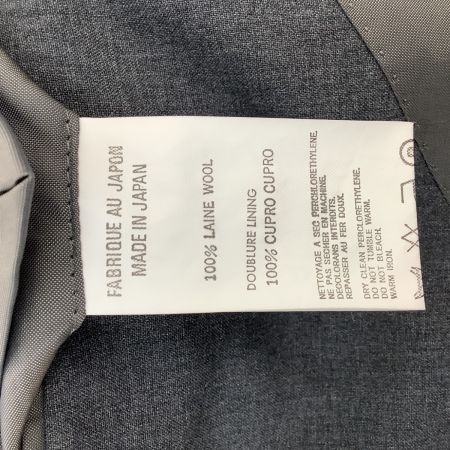 FABRIQUE AU JAPON
MADE IN JAPAN
100% LAINE WOOL
DOUBLURE LINING
100% CUPRO CUPRO
NETTOYAGE A SEC PERCHLORETHYLENE.
NE PAS SECHER EN MACHINE.
DECOLORANS INTERDITS.
REPASSER AU FER DOUX.
DRY CLEAN PERCLORETHYLENE.
DO NOT TUMBLE WARM.
DO NOT BLEACH.
WARM IRON.